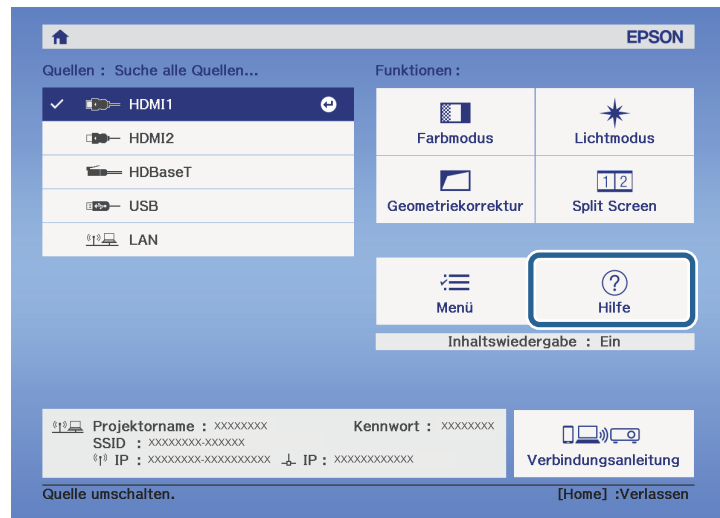 EPSON
Quellen : Suche alle Quellen...
HDMI1
HDMI2
HDBaseT
USB
LAN
Funktionen :
Farbmodus
Lichtmodus
Geometriekorrektur
1 2
Split Screen
Menü
?
Hilfe
Inhaltswiedergabe : Ein
Projektorname : xxxxxxxx
Kennwort : xxxxxxxx
SSID : xxxxxxxx-xxxxxx
IP : xxxxxxxx-xxxxxxxxxx
IP : xxxxxxxxxxxx
Verbindungsanleitung
Quelle umschalten.
[Home] :Verlassen